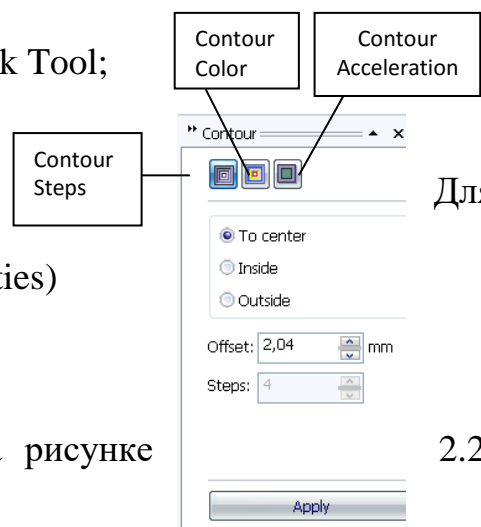 Contour
Color
Contour
Acceleration
k Tool;
Contour
Contour
Steps
Для
To center
Inside
ties)
Outside
Offset: 2,04 mm
Steps: 4
рисунке
2.2
Apply